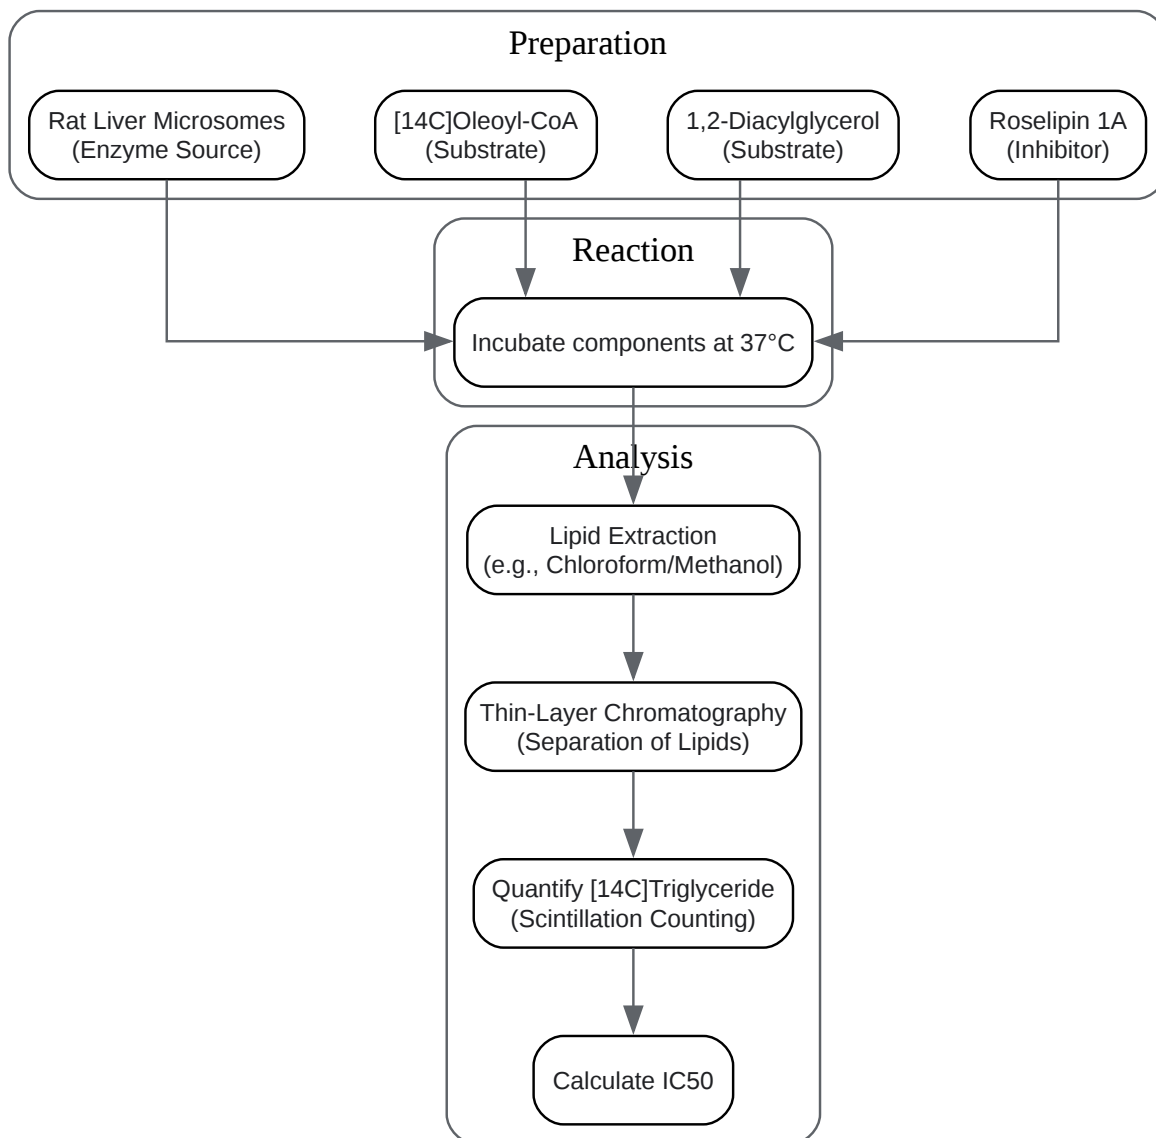 Preparation
Rat Liver Microsomes
(Enzyme Source)
[14C]Oleoyl-CoA
(Substrate)
1,2-Diacylglycerol
(Substrate)
Roselipin 1A
(Inhibitor)
Reaction
Incubate components at 37°C
Analysis
Lipid Extraction
(e.g., Chloroform/Methanol)
Thin-Layer Chromatography
(Separation of Lipids)
Quantify [14C]Triglyceride
(Scintillation Counting)
Calculate IC50